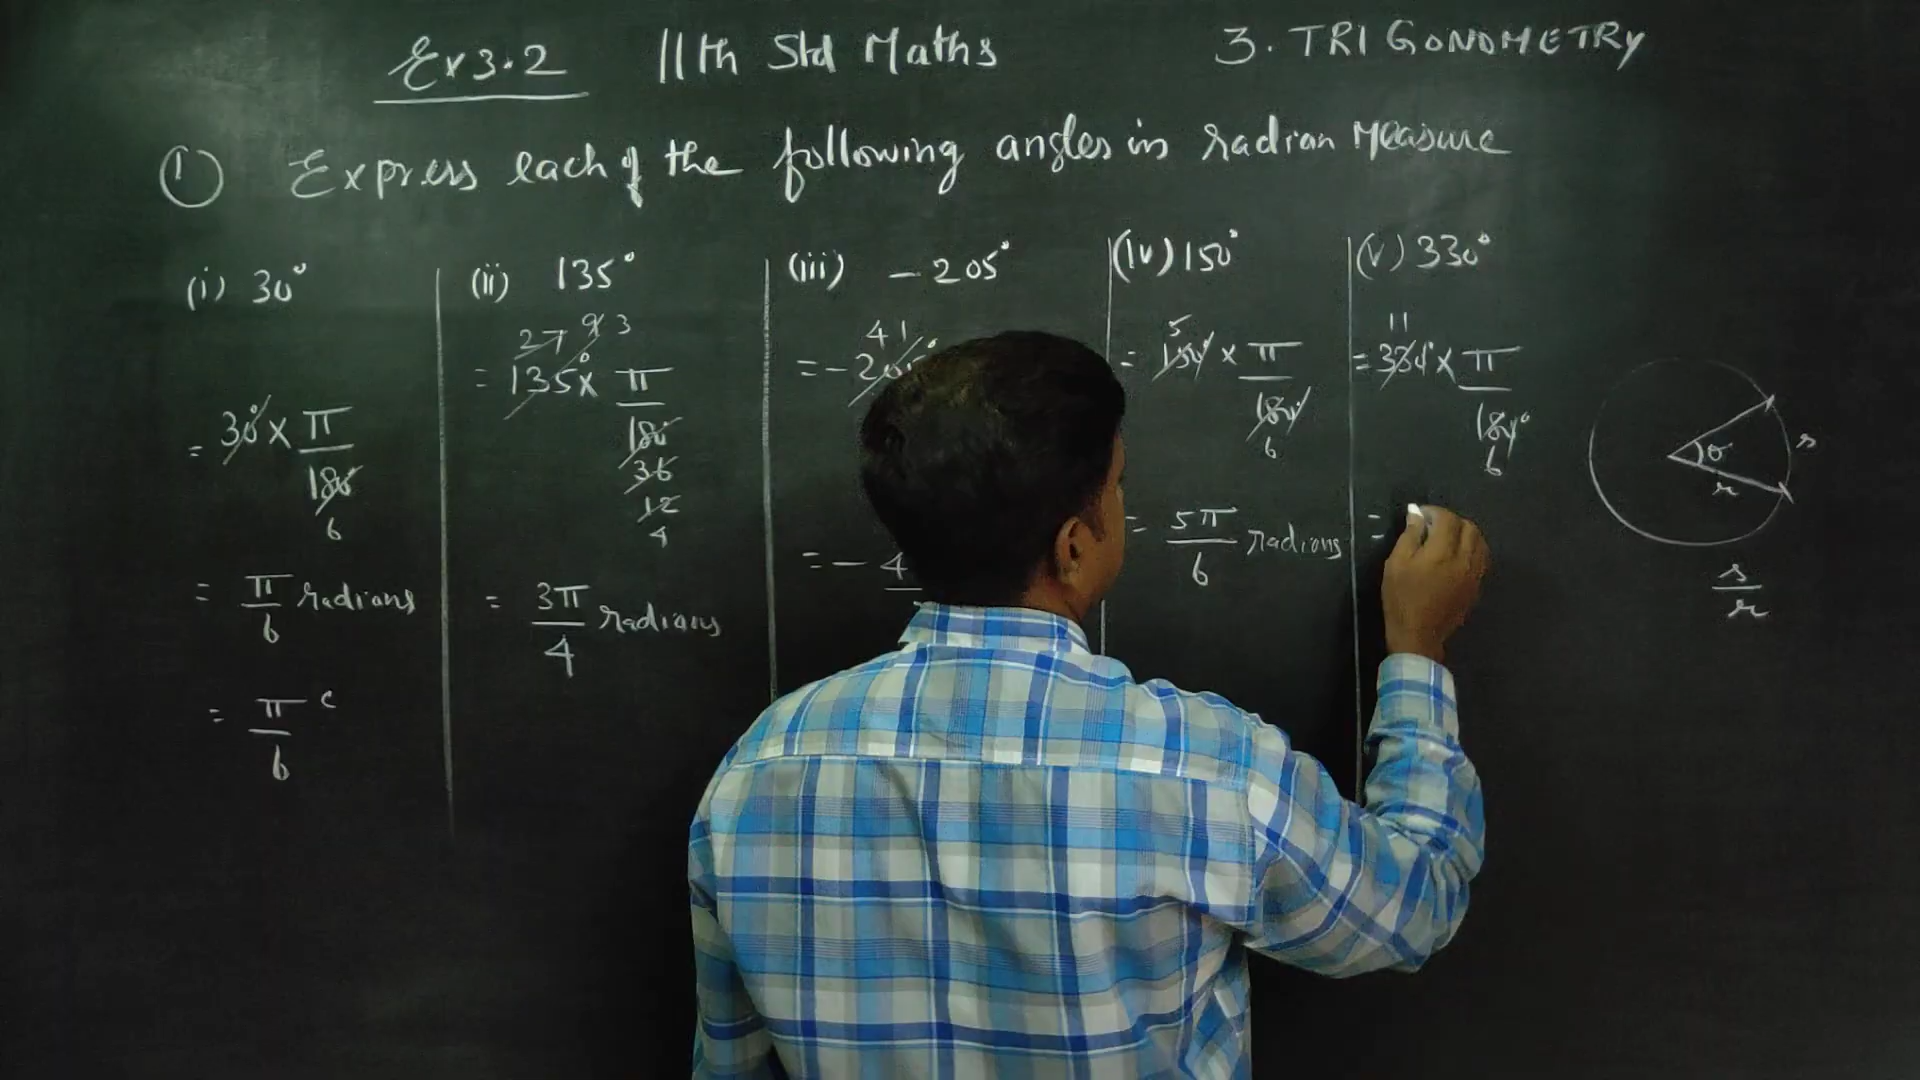 Ex 3.2 11th Std Maths 3. TRIGONOMETRY
① Express each of the following angles in radian measure
(i) 30°
= 30° × π
180
6
= π/6 radians
= π/6 c
(ii) 135°
27 9 3
= 135° × π
180
36
12
4
= 3π/4 radians
(iii) - 205°
41
= - 205°
= - 4
(iv) 150°
5
= 150° × π
180°
6
= 5π/6 radians
(v) 330°
11
= 330° × π
180°
6
=
θ
r
s
s/r